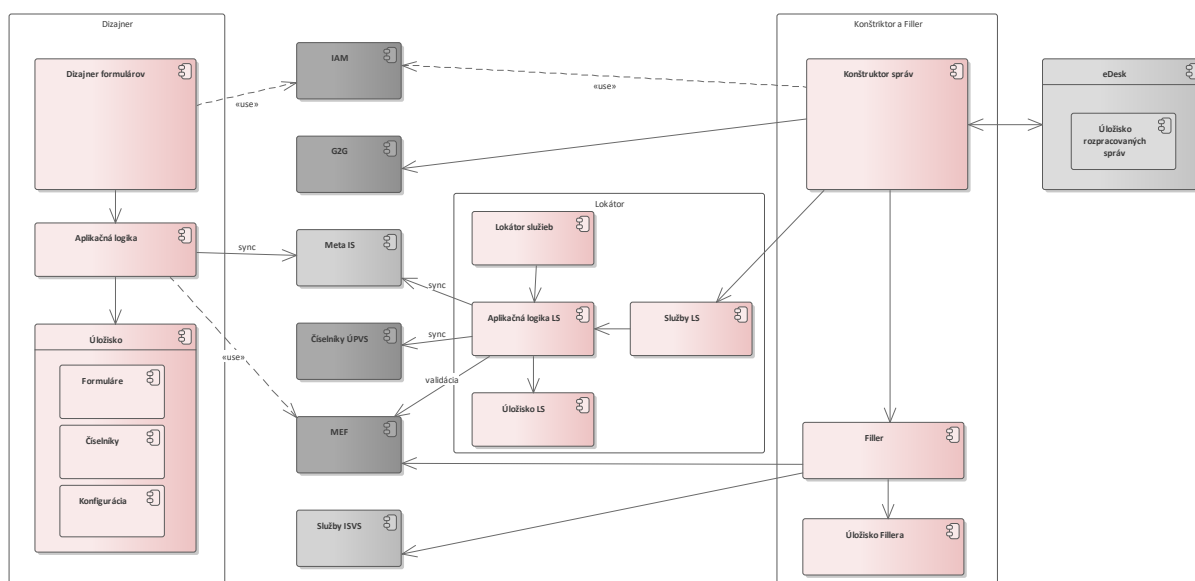 Dizajner
Konštriktor a Filler
Dizajner formulárov
IAM
Konštruktor správ
eDesk
«use»
«use»
Úložisko
rozpracovaných
správ
G2G
Lokátor
Lokátor služieb
Aplikačná logika
sync
Meta IS
sync
Aplikačná logika LS
Služby LS
Úložisko
Číselníky ÚPVS
sync
«use»
Formuláre
validácia
Úložisko LS
MEF
Filler
Číselníky
Konfigurácia
Služby ISVS
Úložisko Fillera